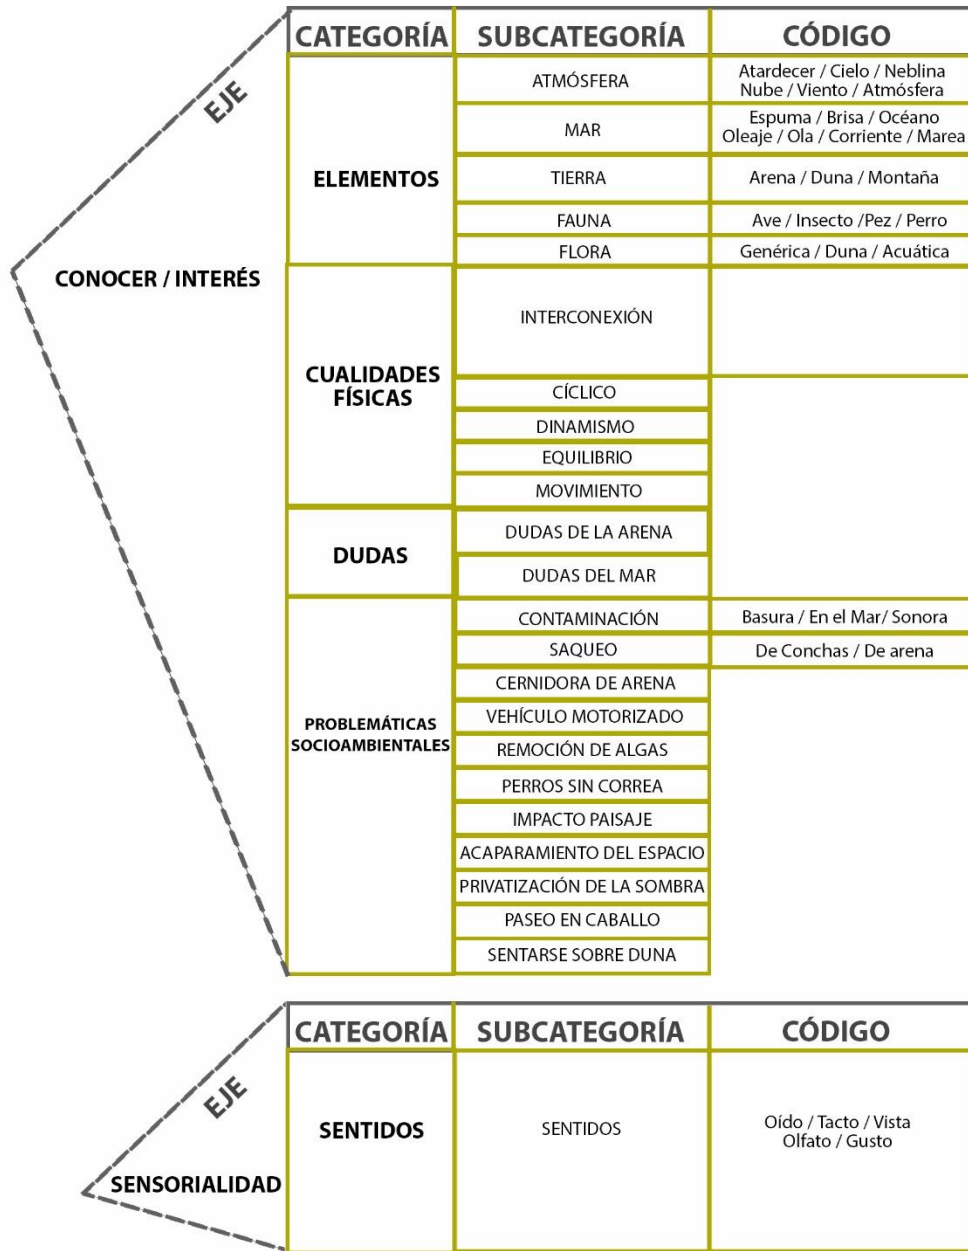 EJE
CONOCER / INTERÉS
CATEGORÍA SUBCATEGORÍA CÓDIGO
ELEMENTOS
ATMÓSFERA
Atardecer / Cielo / Neblina
Nube / Viento / Atmósfera
MAR
Espuma / Brisa / Océano
Oleaje / Ola / Corriente / Marea
TIERRA
Arena / Duna / Montaña
FAUNA
Ave / Insecto /Pez / Perro
FLORA
Genérica / Duna / Acuática
CUALIDADES
FÍSICAS
INTERCONEXIÓN
CÍCLICO
DINAMISMO
EQUILIBRIO
MOVIMIENTO
DUDAS
DUDAS DE LA ARENA
DUDAS DEL MAR
PROBLEMÁTICAS
SOCIOAMBIENTALES
CONTAMINACIÓN
Basura / En el Mar/ Sonora
SAQUEO
De Conchas / De arena
CERNIDORA DE ARENA
VEHÍCULO MOTORIZADO
REMOCIÓN DE ALGAS
PERROS SIN CORREA
IMPACTO PAISAJE
ACAPARAMIENTO DEL ESPACIO
PRIVATIZACIÓN DE LA SOMBRA
PASEO EN CABALLO
SENTARSE SOBRE DUNA
EJE
SENSORIALIDAD
CATEGORÍA SUBCATEGORÍA CÓDIGO
SENTIDOS
SENTIDOS
Oído / Tacto / Vista
Olfato / Gusto